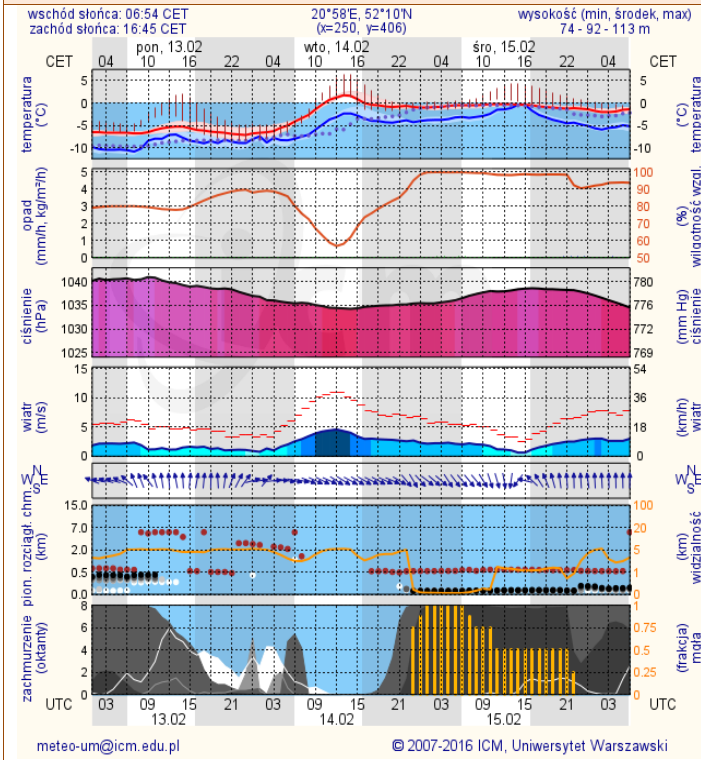 wschód słońca: 06:54 CET 20°58'E, 52°10'N wysokość (min, środek, max)
zachód słońca: 16:45 CET (x=250, y=406) 74 - 92 - 113 m
pon, 13.02 wto, 14.02 śro, 15.02
CET 04 10 16 22 04 10 16 22 04 10 16 22 04 CET
temperatura (°C)
5
0
-5
-10
5
0
-5
-10
(°C) temperatura
opad (mm/h, kg/m²/h)
5
4
3
2
1
0
100
90
80
70
60
50
(%) wilgotność wzgl.
ciśnienie (hPa)
1040
1035
1030
1025
780
776
772
769
(mm Hg) ciśnienie
wiatr (m/s)
15
10
5
0
54
36
18
0
(km/h) wiatr
N
W E
S
N
W E
S
pion. rozciągł. chm. (km)
15.0
7.0
2.0
0.5
0.0
100
20
5
1
0
(km) widzialność
zachmurzenie (oktanty)
8
6
4
2
0
1
0.75
0.5
0.25
0
(frakcja) mgła
UTC 03 09 15 21 03 09 15 21 03 09 15 21 03 UTC
13.02 14.02 15.02
meteo-um@icm.edu.pl © 2007-2016 ICM, Uniwersytet Warszawski